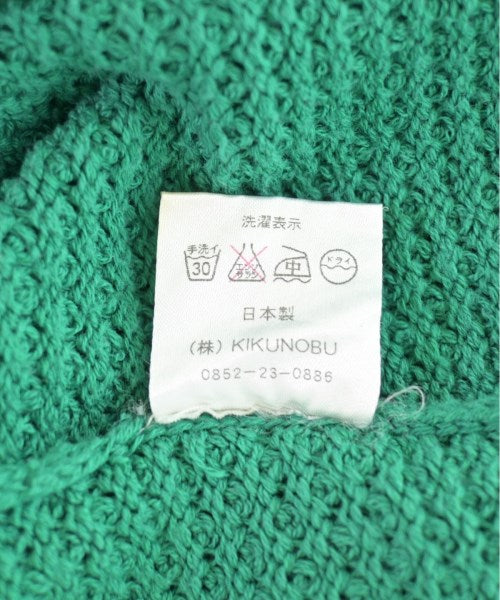 洗濯表示
手洗イ 30 エンソ サラシ 中 ドライ
日本製
(株) KIKUNOBU
0852-23-0886